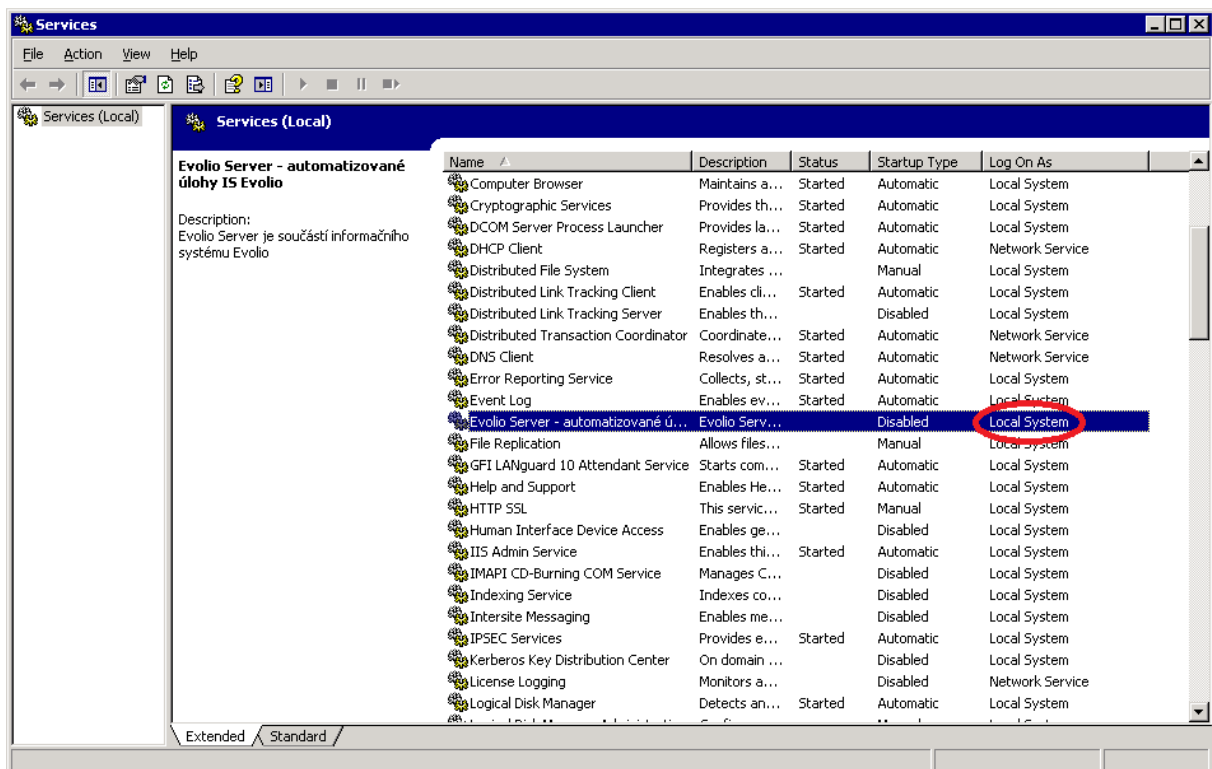 Services
File Action View Help
Services (Local)
Services (Local)
Evolio Server - automatizované
úlohy IS Evolio
Description:
Evolio Server je součástí informačního
systému Evolio
Name Description Status Startup Type Log On As
Computer Browser Maintains a... Started Automatic Local System
Cryptographic Services Provides th... Started Automatic Local System
DCOM Server Process Launcher Provides la... Started Automatic Local System
DHCP Client Registers a... Started Automatic Network Service
Distributed File System Integrates ... Manual Local System
Distributed Link Tracking Client Enables cli... Started Automatic Local System
Distributed Link Tracking Server Enables th... Disabled Local System
Distributed Transaction Coordinator Coordinate... Started Automatic Network Service
DNS Client Resolves a... Started Automatic Network Service
Error Reporting Service Collects, st... Started Automatic Local System
Event Log Enables ev... Started Automatic Local System
Evolio Server - automatizované ú... Evolio Serv... Disabled Local System
File Replication Allows files... Manual Local System
GFI LANguard 10 Attendant Service Starts com... Started Automatic Local System
Help and Support Enables He... Started Automatic Local System
HTTP SSL This servic... Started Manual Local System
Human Interface Device Access Enables ge... Disabled Local System
IIS Admin Service Enables thi... Started Automatic Local System
IMAPI CD-Burning COM Service Manages C... Disabled Local System
Indexing Service Indexes co... Disabled Local System
Intersite Messaging Enables me... Disabled Local System
IPSEC Services Provides e... Started Automatic Local System
Kerberos Key Distribution Center On domain ... Disabled Local System
License Logging Monitors a... Disabled Network Service
Logical Disk Manager Detects an... Started Automatic Local System
Extended Standard